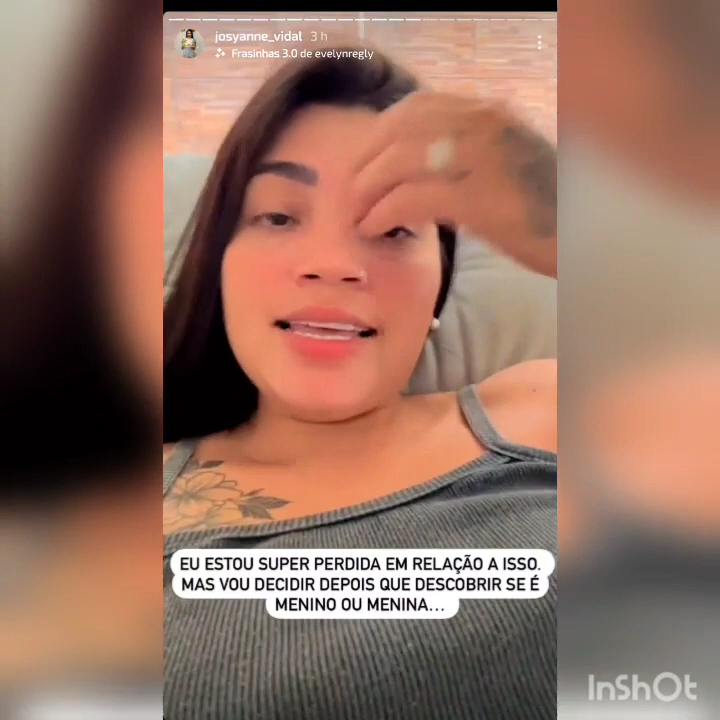 josyanne_vidal 3 h
Frasinhas 3.0 de evelynregly
EU ESTOU SUPER PERDIDA EM RELAÇÃO A ISSO.
MAS VOU DECIDIR DEPOIS QUE DESCOBRIR SE É
MENINO OU MENINA...
InShOt